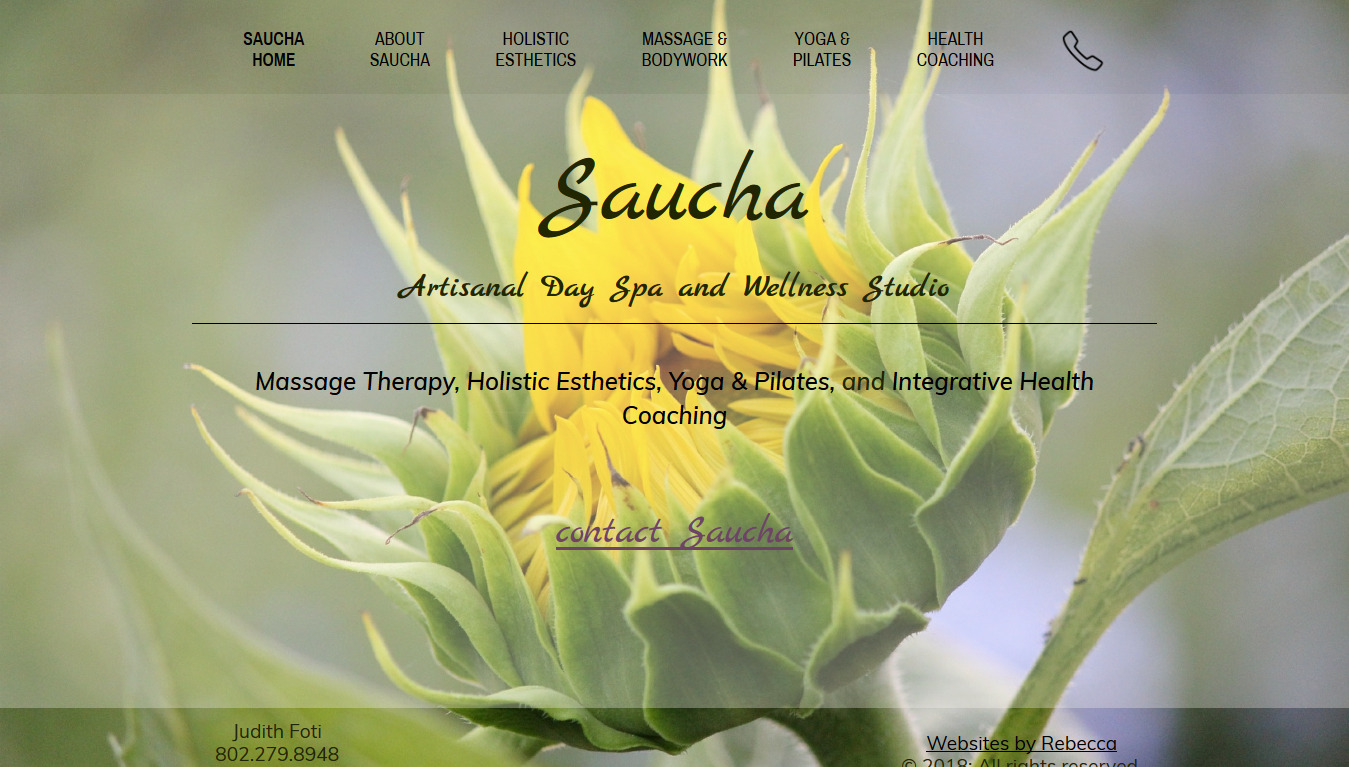 SAUCHA HOME
ABOUT SAUCHA
HOLISTIC ESTHETICS
MASSAGE & BODYWORK
YOGA & PILATES
HEALTH COACHING
Saucha
Artisanal Day Spa and Wellness Studio
Massage Therapy, Holistic Esthetics, Yoga & Pilates, and Integrative Health
Coaching
contact Saucha
Judith Foti
802.279.8948
Websites by Rebecca
© 2018: All rights reserved